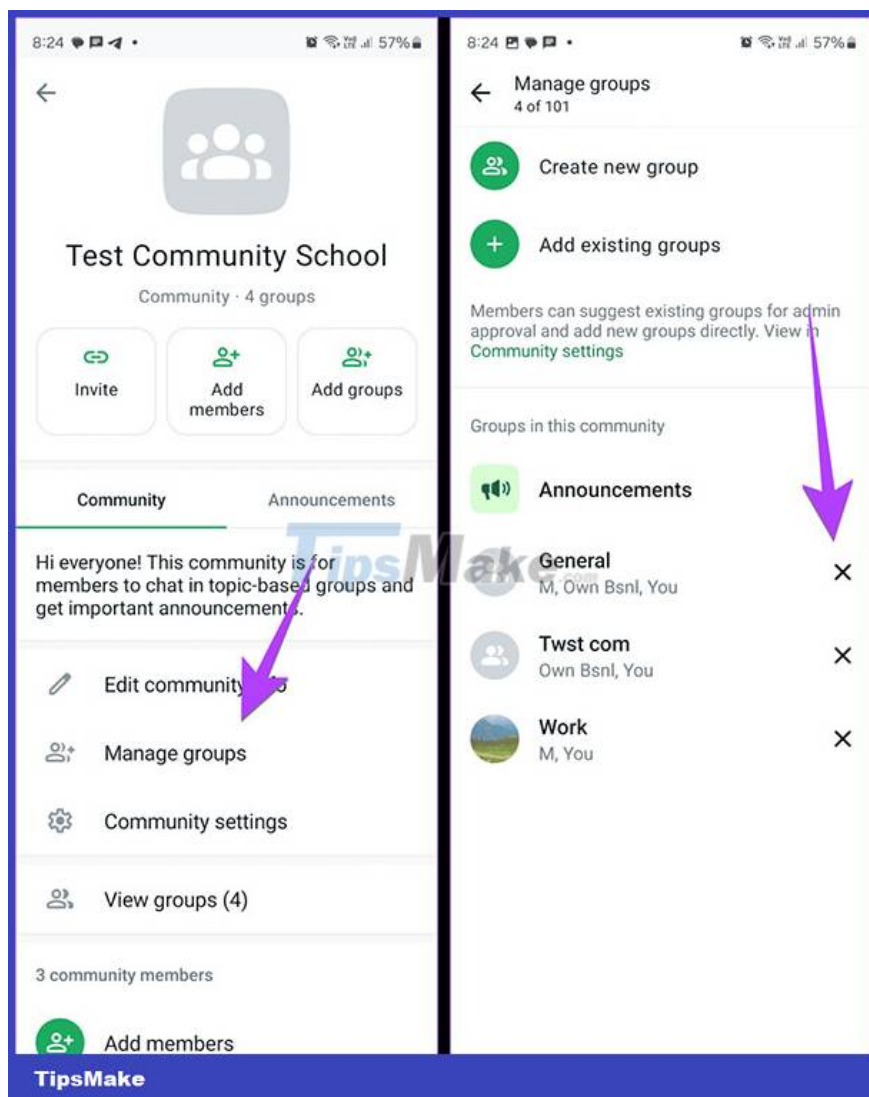 8:24
57%
Test Community School
Community · 4 groups
Invite
Add
members
Add groups
Community
Announcements
Hi everyone! This community is for
members to chat in topic-based groups and
get important announcements.
Edit community
Manage groups
Community settings
View groups (4)
3 community members
Add members
8:24
57%
Manage groups
4 of 101
Create new group
Add existing groups
Members can suggest existing groups for admin
approval and add new groups directly. View in
Community settings
Groups in this community
Announcements
General
M, Own Bsnl, You
Twst com
Own Bsnl, You
Work
M, You
TipsMake
.com
TipsMake